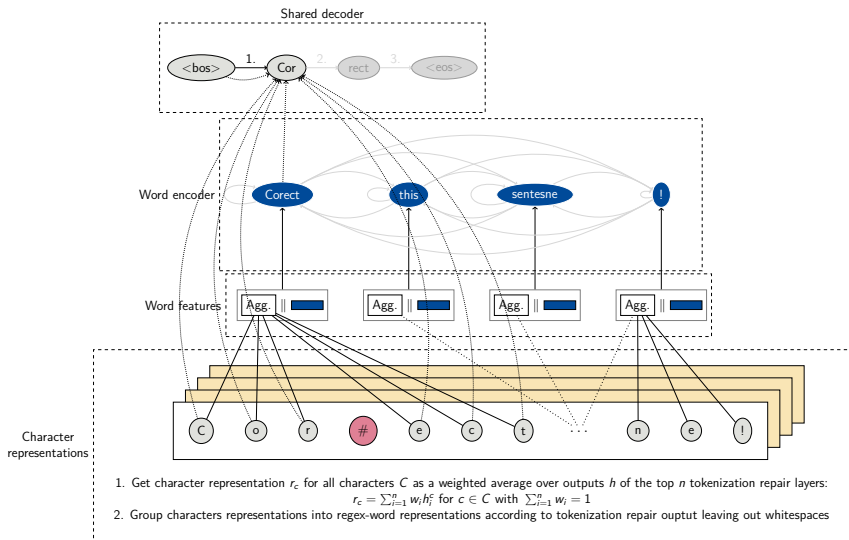 Shared decoder
<bos> 1. Cor 2. rect 3. <eos>
Word encoder Corect this sentesne !
Word features Agg. || Agg. || Agg. || Agg. ||
C o r # e c t ... n e !
Character
representations
1. Get character representation r_c for all characters C as a weighted average over outputs h of the top n tokenization repair layers:
r_c = ∑_{i=1}^n w_i h_i^c for c ∈ C with ∑_{i=1}^n w_i = 1
2. Group characters representations into regex-word representations according to tokenization repair ouptut leaving out whitespaces